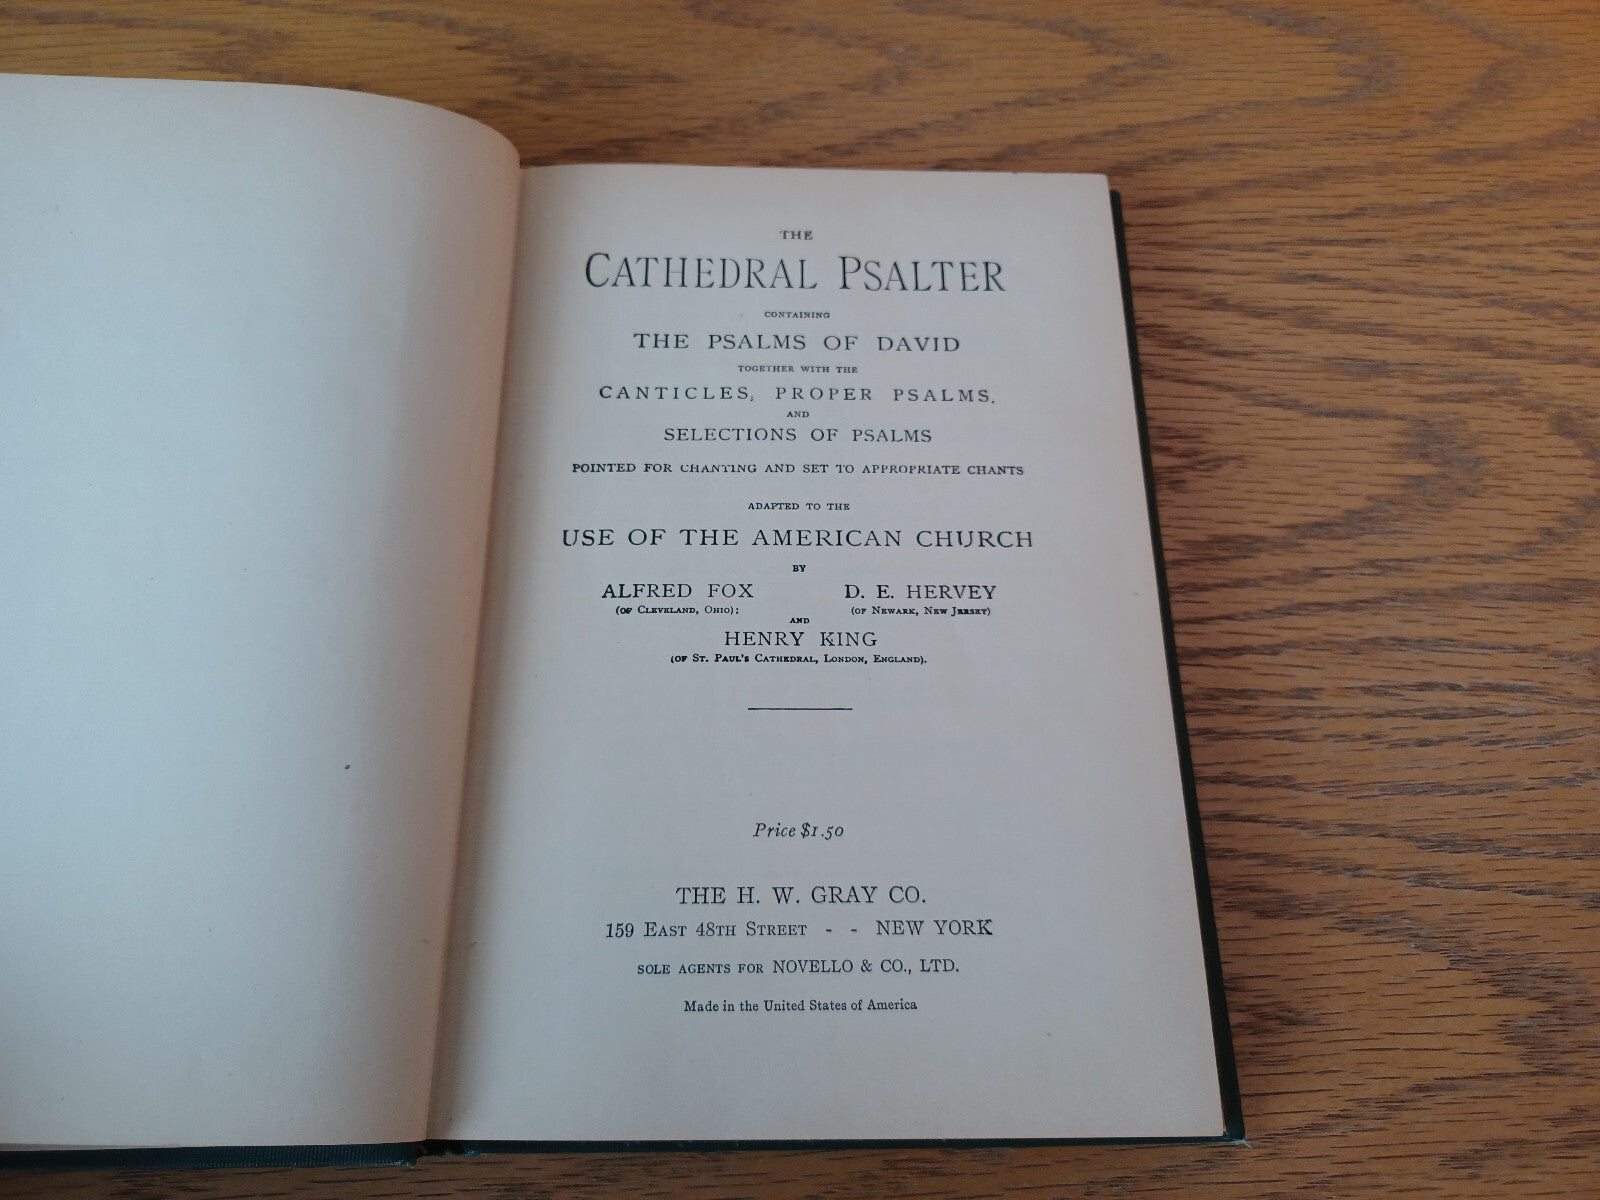 THE
CATHEDRAL PSALTER
CONTAINING
THE PSALMS OF DAVID
TOGETHER WITH THE
CANTICLES, PROPER PSALMS,
AND
SELECTIONS OF PSALMS
POINTED FOR CHANTING AND SET TO APPROPRIATE CHANTS
ADAPTED TO THE
USE OF THE AMERICAN CHURCH
BY
ALFRED FOX D. E. HERVEY
(OF CLEVELAND, OHIO); (OF NEWARK, NEW JERSEY)
AND
HENRY KING
(OF ST. PAUL'S CATHEDRAL, LONDON, ENGLAND).
Price $1.50
THE H. W. GRAY CO.
159 EAST 48TH STREET - - NEW YORK
SOLE AGENTS FOR NOVELLO & CO., LTD.
Made in the United States of America